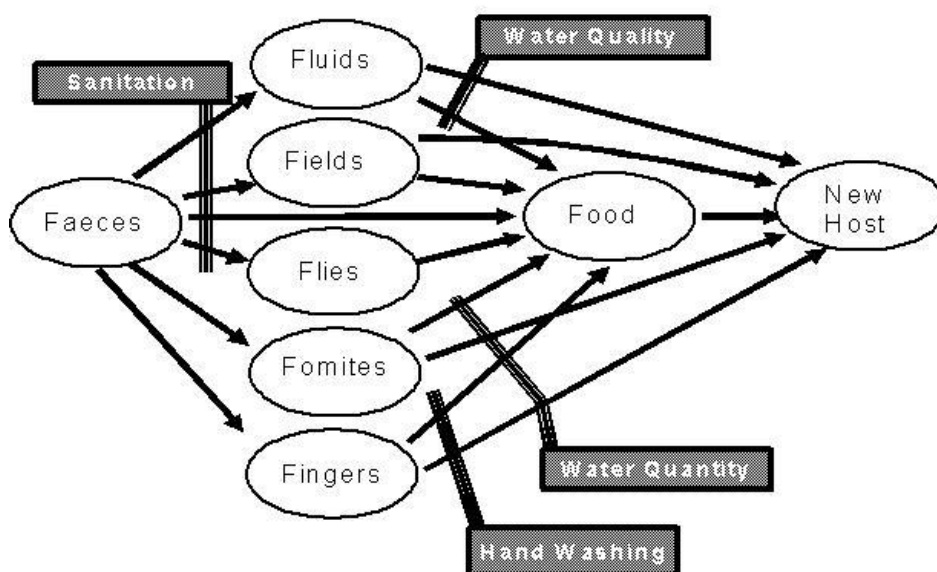 Water Quality
Fluids
Sanitation
Fields
Faeces
Food
New
Host
Flies
Fomites
Fingers
Water Quantity
Hand Washing